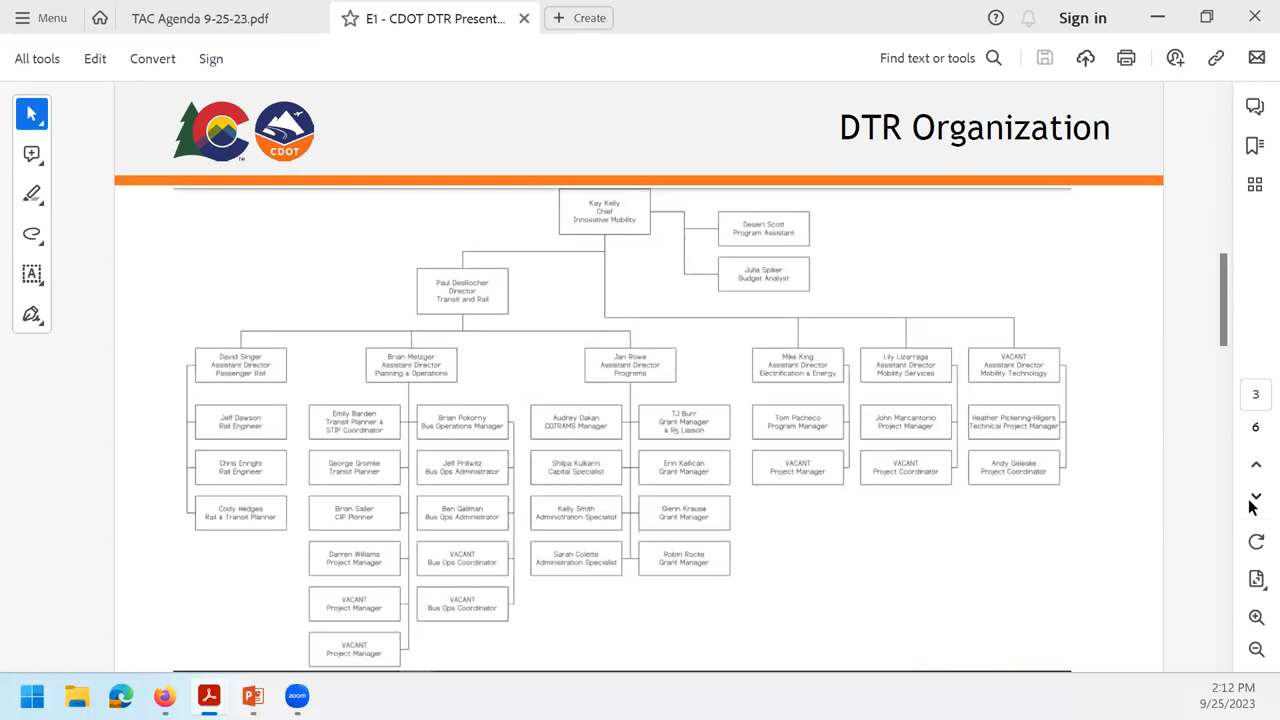 Menu
TAC Agenda 9-25-23.pdf
E1 - CDOT DTR Present...
Create
Sign in
All tools
Edit
Convert
Sign
Find text or tools
CDOT
TM
DTR Organization
Kay Kelly
Chief
Innovative Mobility
Deseri Scott
Program Assistant
Julia Spiker
Budget Analyst
Paul DesRocher
Director
Transit and Rail
David Singer
Assistant Director
Passenger Rail
Brian Metzger
Assistant Director
Planning & Operations
Jan Rowe
Assistant Director
Programs
Mike King
Assistant Director
Electrification & Energy
Lily Lizarraga
Assistant Director
Mobility Services
VACANT
Assistant Director
Mobility Technology
Jeff Dawson
Rail Engineer
Emily Barden
Transit Planner &
STIP Coordinator
Brian Pokorny
Bus Operations Manager
Audrey Dakan
COTRAMS Manager
TJ Burr
Grant Manager
& R5 Liaison
Tom Pacheco
Program Manager
John Marcantonio
Project Manager
Heather Pickering-Hilgers
Technical Project Manager
Chris Enright
Rail Engineer
George Gromke
Transit Planner
Jeff Prillwitz
Bus Ops Administrator
Shilpa Kulkarni
Capital Specialist
Erin Kelican
Grant Manager
VACANT
Project Manager
VACANT
Project Coordinator
Andy Geleske
Project Coordinator
Cody Hedges
Rail & Transit Planner
Brian Saller
CIP Planner
Ben Gellman
Bus Ops Administrator
Kelly Smith
Administration Specialist
Glenn Krause
Grant Manager
Darren Williams
Project Manager
VACANT
Bus Ops Coordinator
Sarah Colette
Administration Specialist
Robin Rocke
Grant Manager
VACANT
Project Manager
VACANT
Bus Ops Coordinator
VACANT
Project Manager
3
6
zoom
2:12 PM
9/25/2023